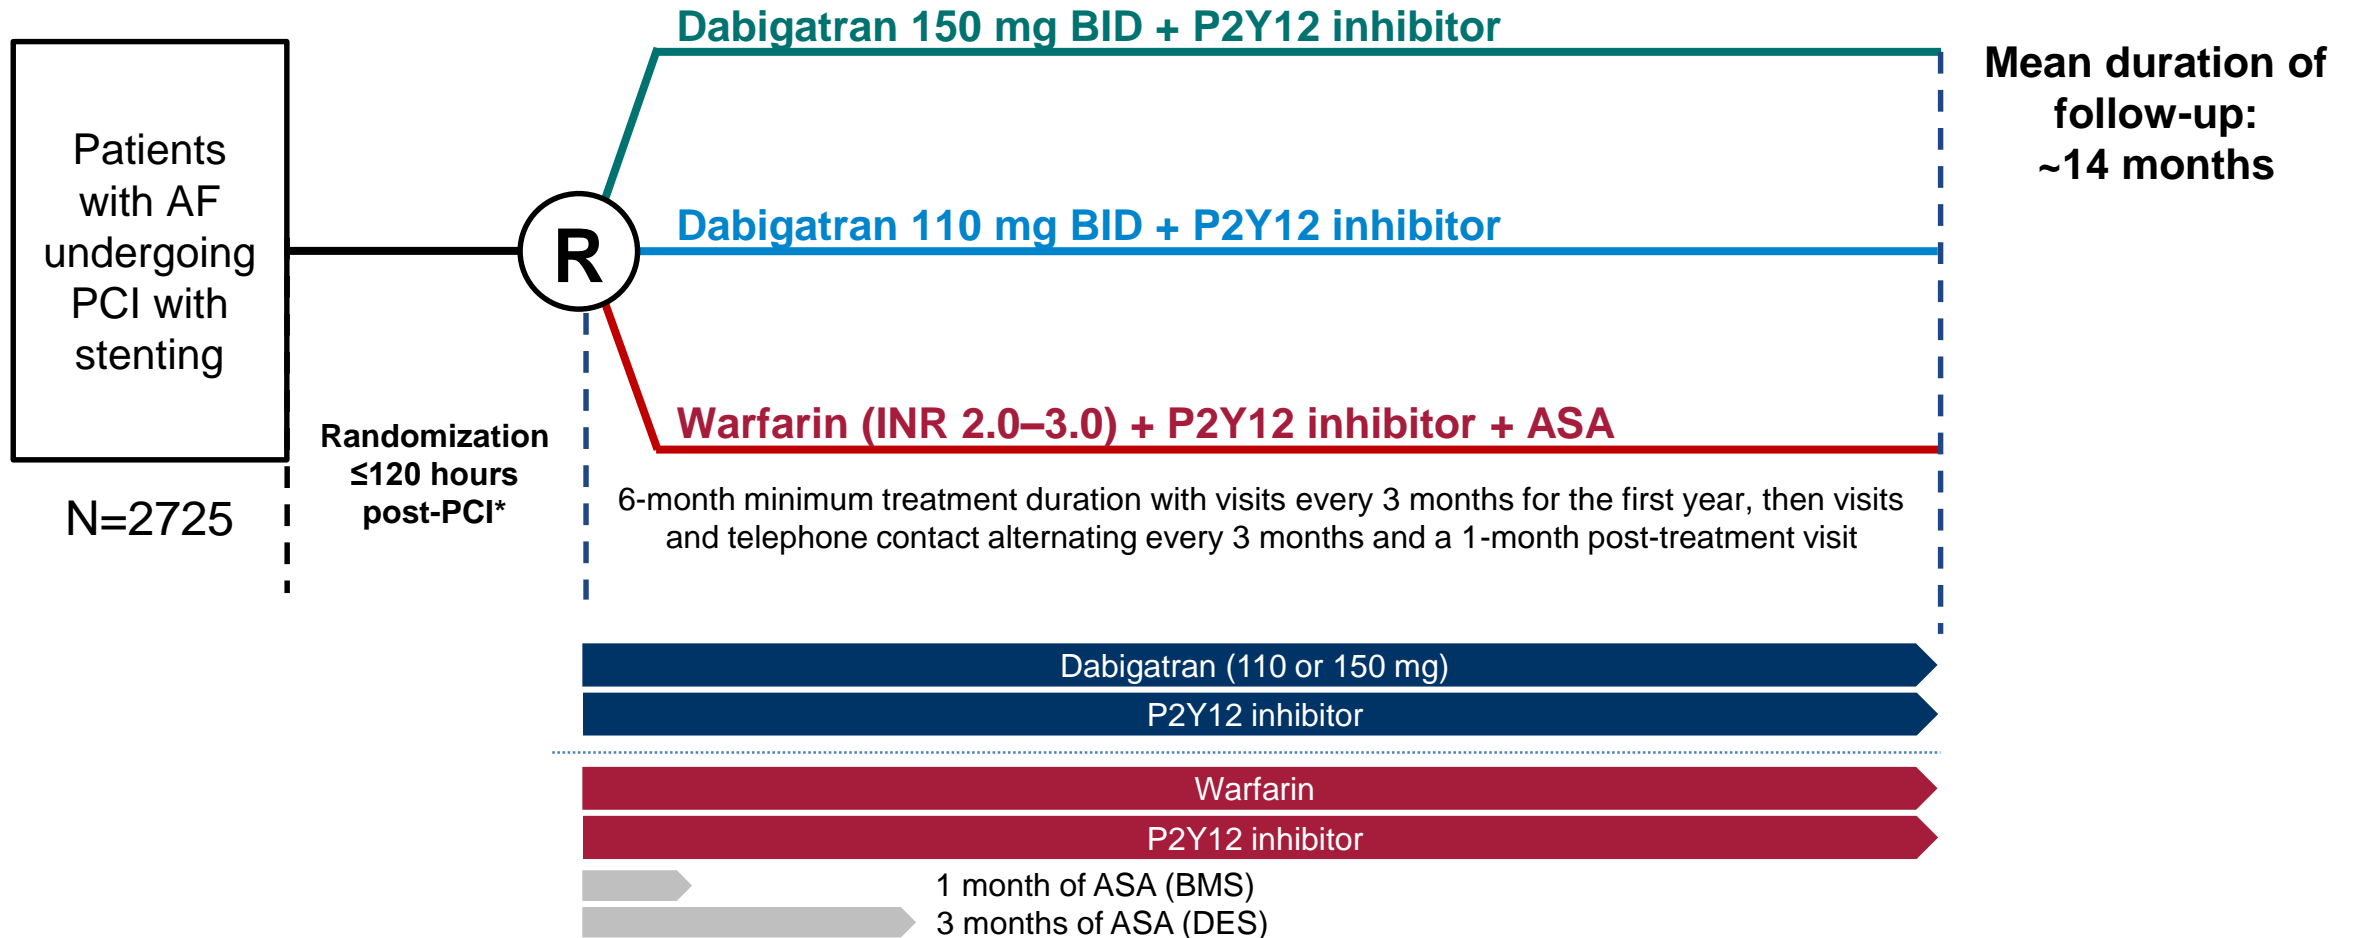 Dabigatran 150 mg BID + P2Y12 inhibitor
Mean duration of
follow-up:
~14 months
Patients
with AF
undergoing
PCI with
stenting
R
Dabigatran 110 mg BID + P2Y12 inhibitor
Warfarin (INR 2.0–3.0) + P2Y12 inhibitor + ASA
Randomization
≤120 hours
post-PCI*
N=2725
6-month minimum treatment duration with visits every 3 months for the first year, then visits
and telephone contact alternating every 3 months and a 1-month post-treatment visit
Dabigatran (110 or 150 mg)
P2Y12 inhibitor
Warfarin
P2Y12 inhibitor
1 month of ASA (BMS)
3 months of ASA (DES)